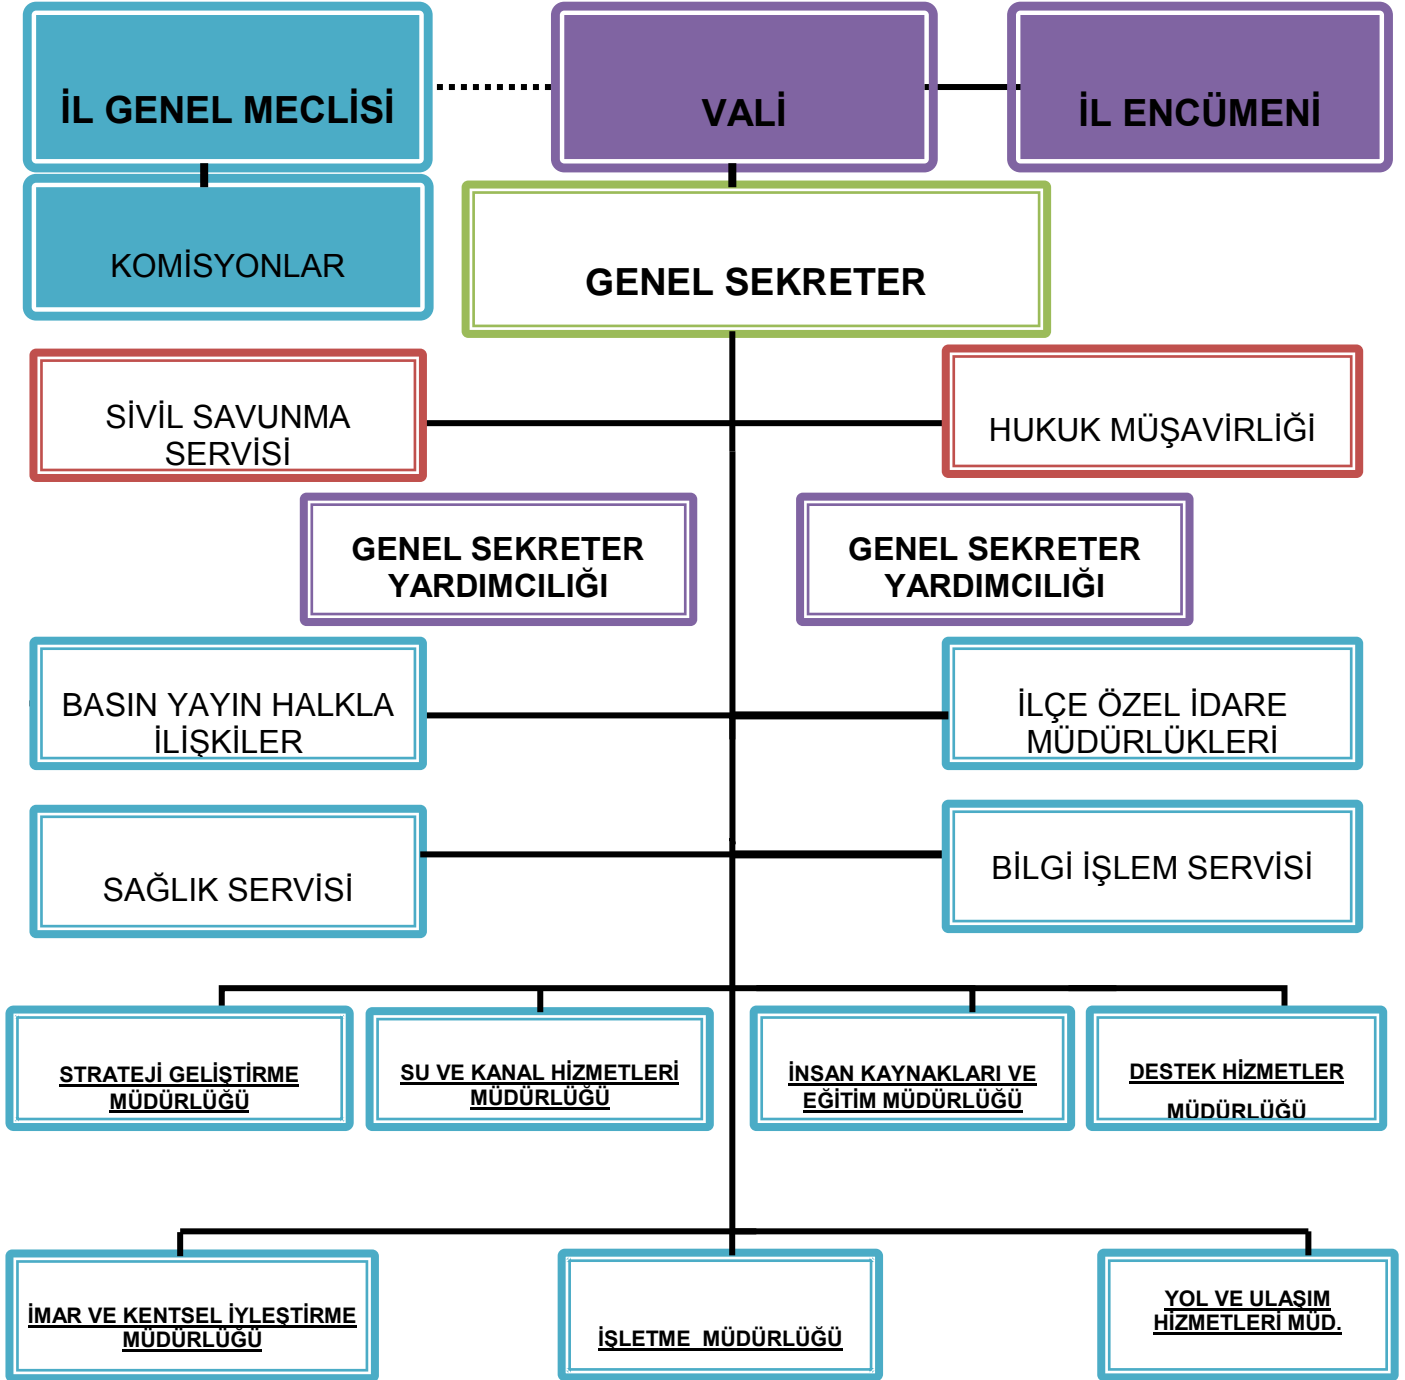 İL GENEL MECLİSİ
VALİ
İL ENCÜMENİ
KOMİSYONLAR
GENEL SEKRETER
SİVİL SAVUNMA
SERVİSİ
HUKUK MÜŞAVİRLİĞİ
GENEL SEKRETER
YARDIMCILIĞI
GENEL SEKRETER
YARDIMCILIĞI
BASIN YAYIN HALKLA
İLİŞKİLER
İLÇE ÖZEL İDARE
MÜDÜRLÜKLERİ
SAĞLIK SERVİSİ
BİLGİ İŞLEM SERVİSİ
STRATEJİ GELİŞTİRME
MÜDÜRLÜĞÜ
SU VE KANAL HİZMETLERİ
MÜDÜRLÜĞÜ
İNSAN KAYNAKLARI VE
EĞİTİM MÜDÜRLÜĞÜ
DESTEK HİZMETLER
MÜDÜRLÜĞÜ
İMAR VE KENTSEL İYLEŞTİRME
MÜDÜRLÜĞÜ
İŞLETME  MÜDÜRLÜĞÜ
YOL VE ULAŞIM
HİZMETLERİ MÜD.